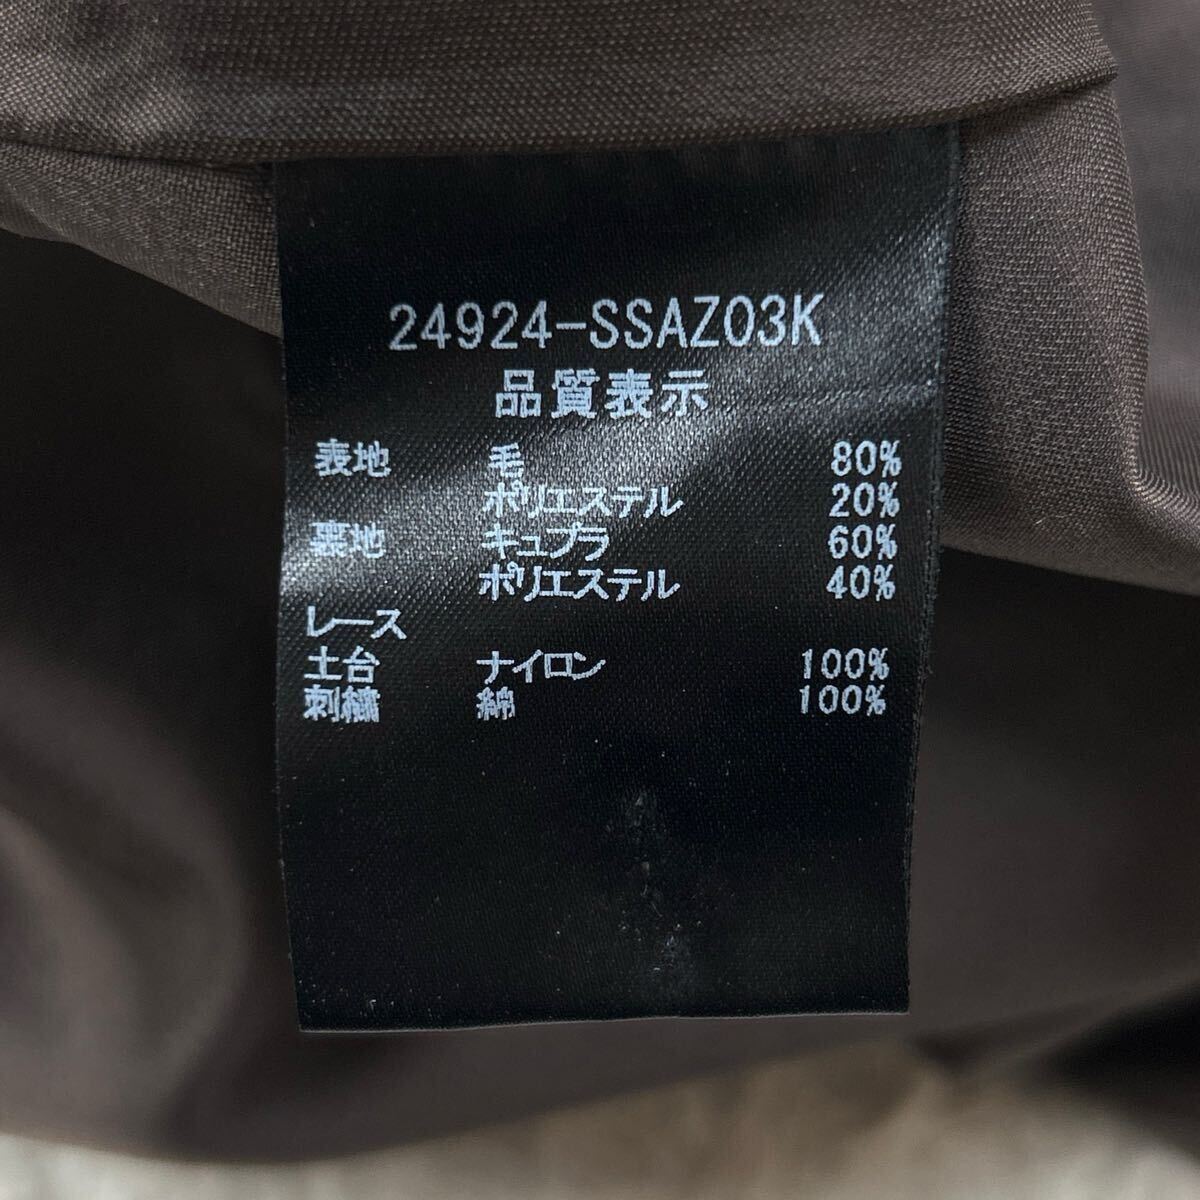 24924-SSAZ03K
品質表示
表地 毛 80%
ポリエステル 20%
裏地 キュプラ 60%
ポリエステル 40%
レース
土台 ナイロン 100%
刺繍 綿 100%